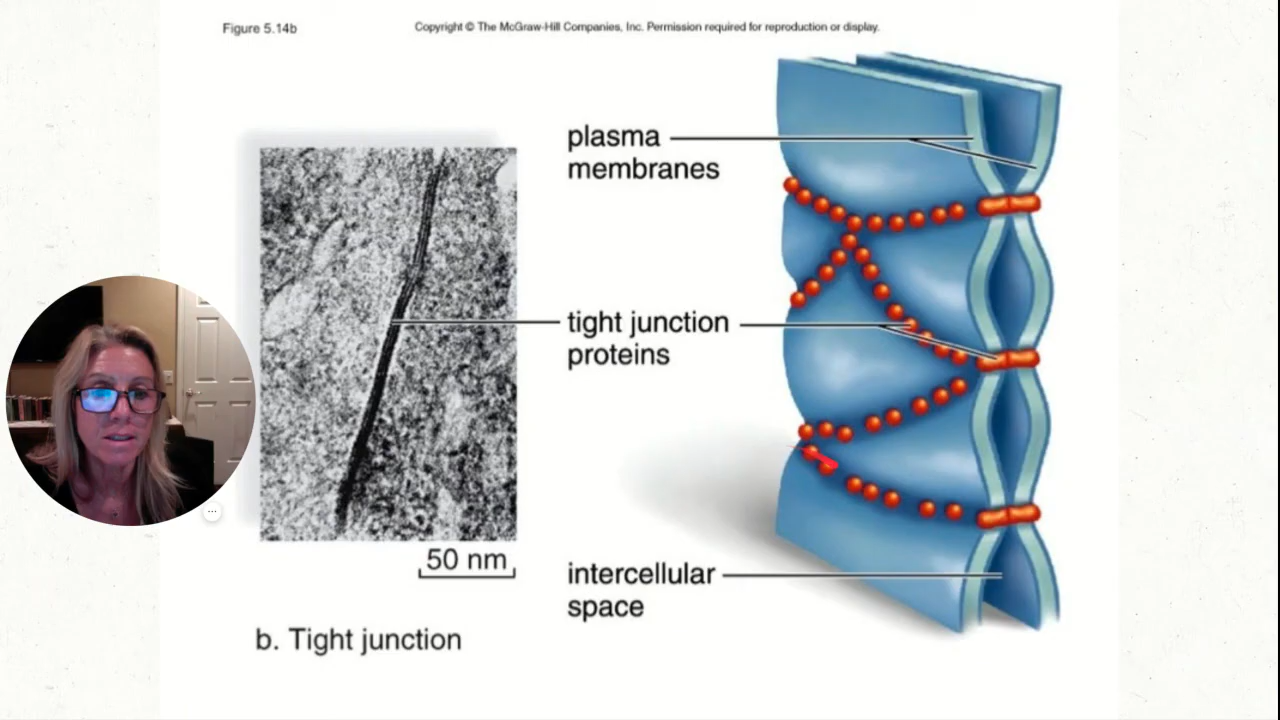 Figure 5.14b
Copyright © The McGraw-Hill Companies, Inc. Permission required for reproduction or display.
plasma
membranes
tight junction
proteins
50 nm
intercellular
space
b. Tight junction